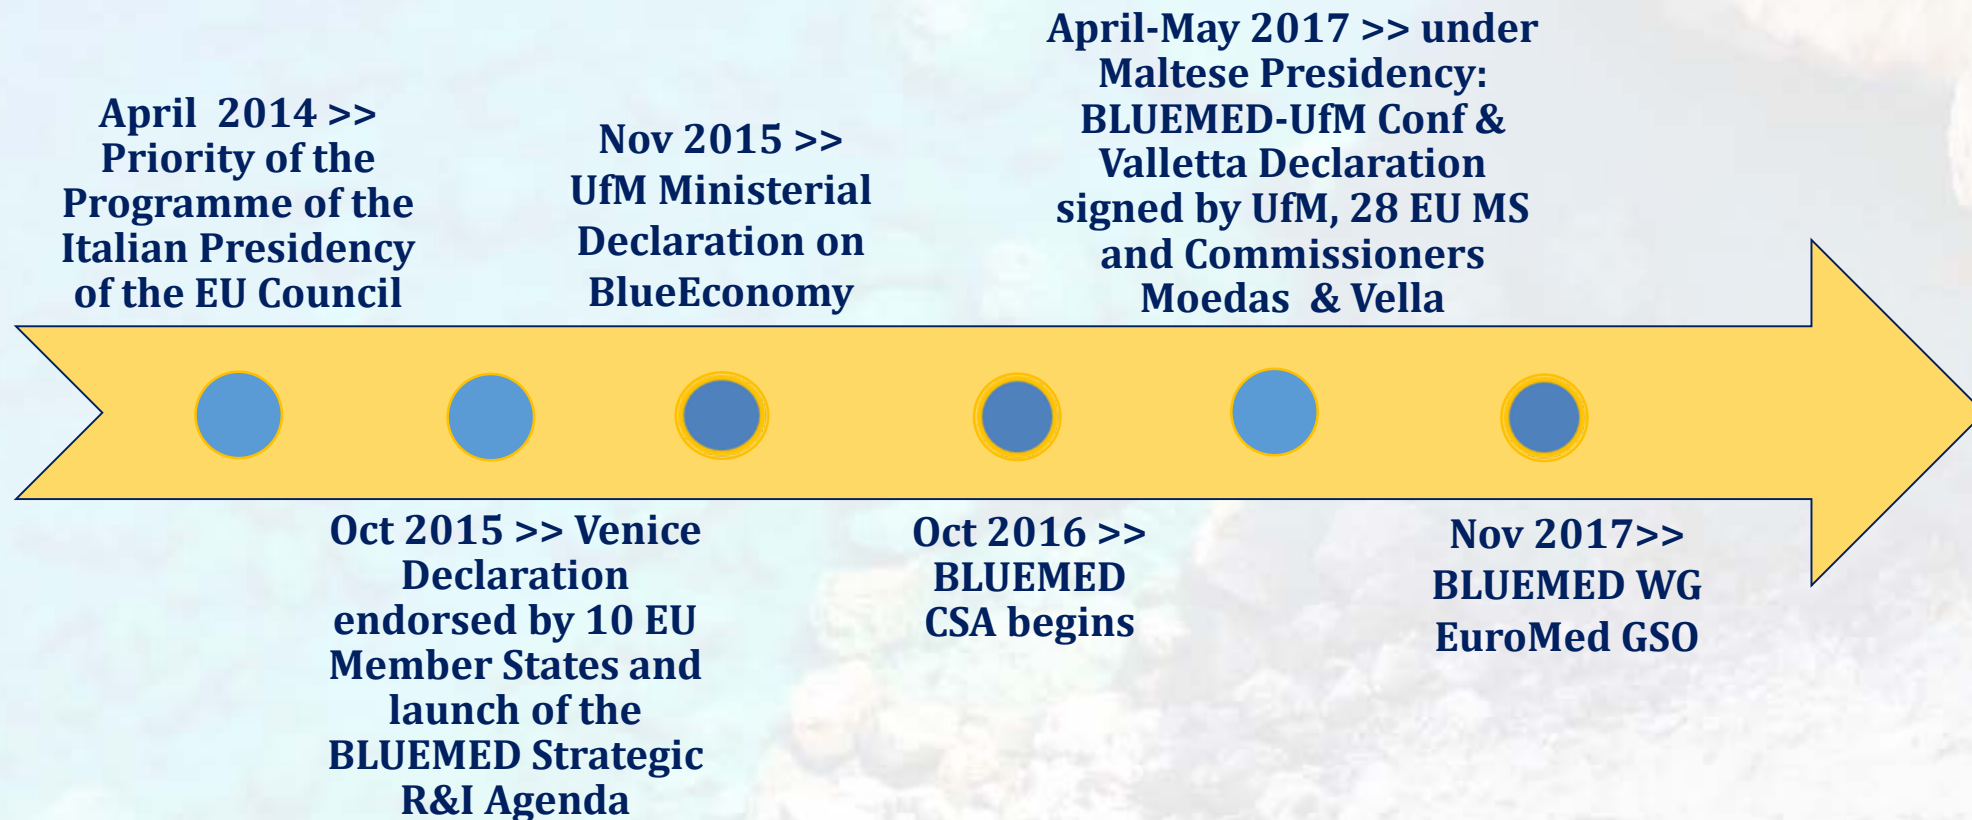 April 2014 >>
Priority of the
Programme of the
Italian Presidency
of the EU Council
Oct 2015 >> Venice
Declaration
endorsed by 10 EU
Member States and
launch of the
BLUEMED Strategic
R&I Agenda
Nov 2015 >>
UfM Ministerial
Declaration on
BlueEconomy
Oct 2016 >>
BLUEMED
CSA begins
April-May 2017 >> under
Maltese Presidency:
BLUEMED-UfM Conf &
Valletta Declaration
signed by UfM, 28 EU MS
and Commissioners
Moedas & Vella
Nov 2017>>
BLUEMED WG
EuroMed GSO